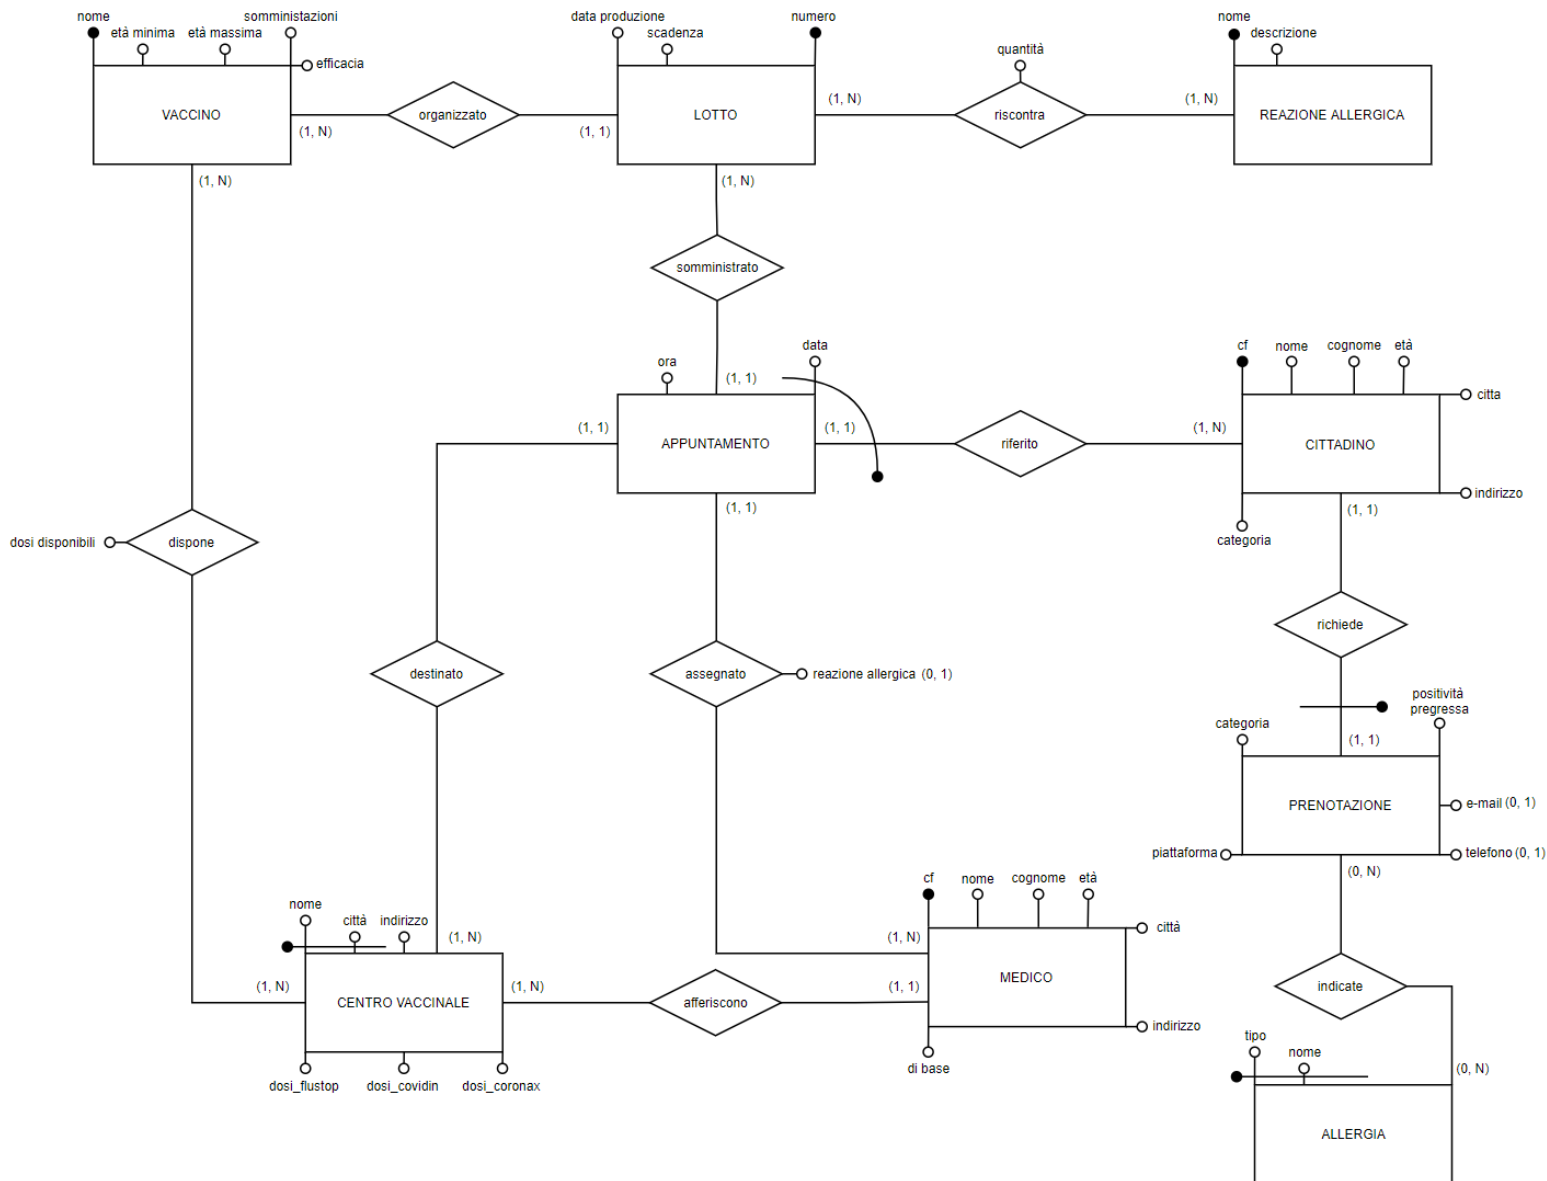 nome
età minima
età massima
somministazioni
efficacia
VACCINO
(1, N)
(1, N)
organizzato
data produzione
scadenza
numero
LOTTO
(1, 1)
(1, N)
(1, N)
quantità
riscontra
(1, N)
nome
descrizione
REAZIONE ALLERGICA
somministrato
ora
data
(1, 1)
APPUNTAMENTO
(1, 1)
(1, 1)
(1, 1)
riferito
(1, N)
cf
nome
cognome
età
citta
CITTADINO
indirizzo
categoria
(1, 1)
dosi disponibili
dispone
destinato
assegnato
reazione allergica (0, 1)
richiede
categoria
positività
pregressa
(1, 1)
PRENOTAZIONE
e-mail (0, 1)
piattaforma
telefono (0, 1)
(0, N)
nome
città
indirizzo
(1, N)
(1, N)
CENTRO VACCINALE
(1, N)
dosi_flustop
dosi_covidin
dosi_coronax
afferiscono
cf
nome
cognome
età
città
(1, N)
(1, 1)
MEDICO
indirizzo
di base
indicate
tipo
nome
(0, N)
ALLERGIA